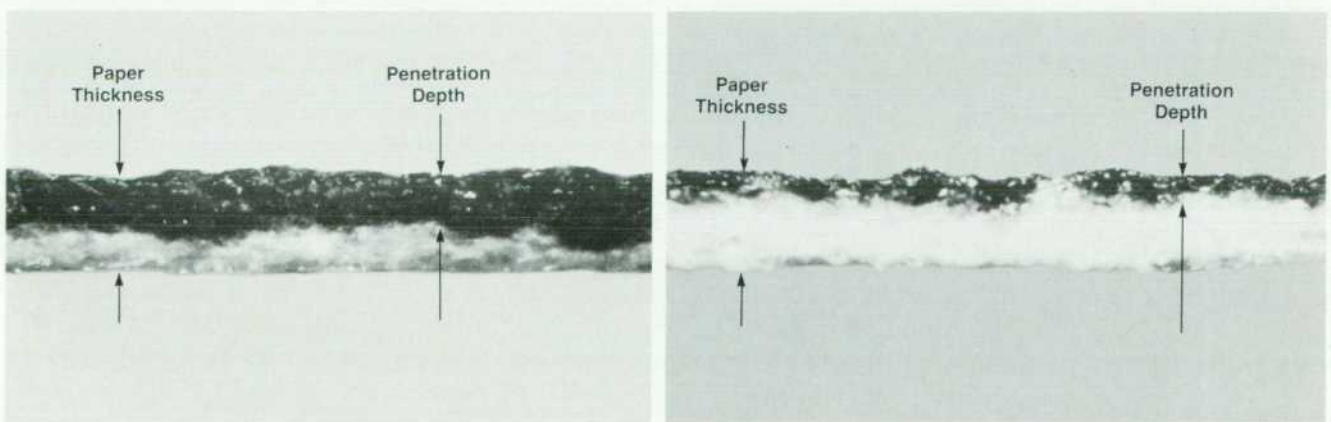 Paper
Thickness
Penetration
Depth
Paper
Thickness
Penetration
Depth